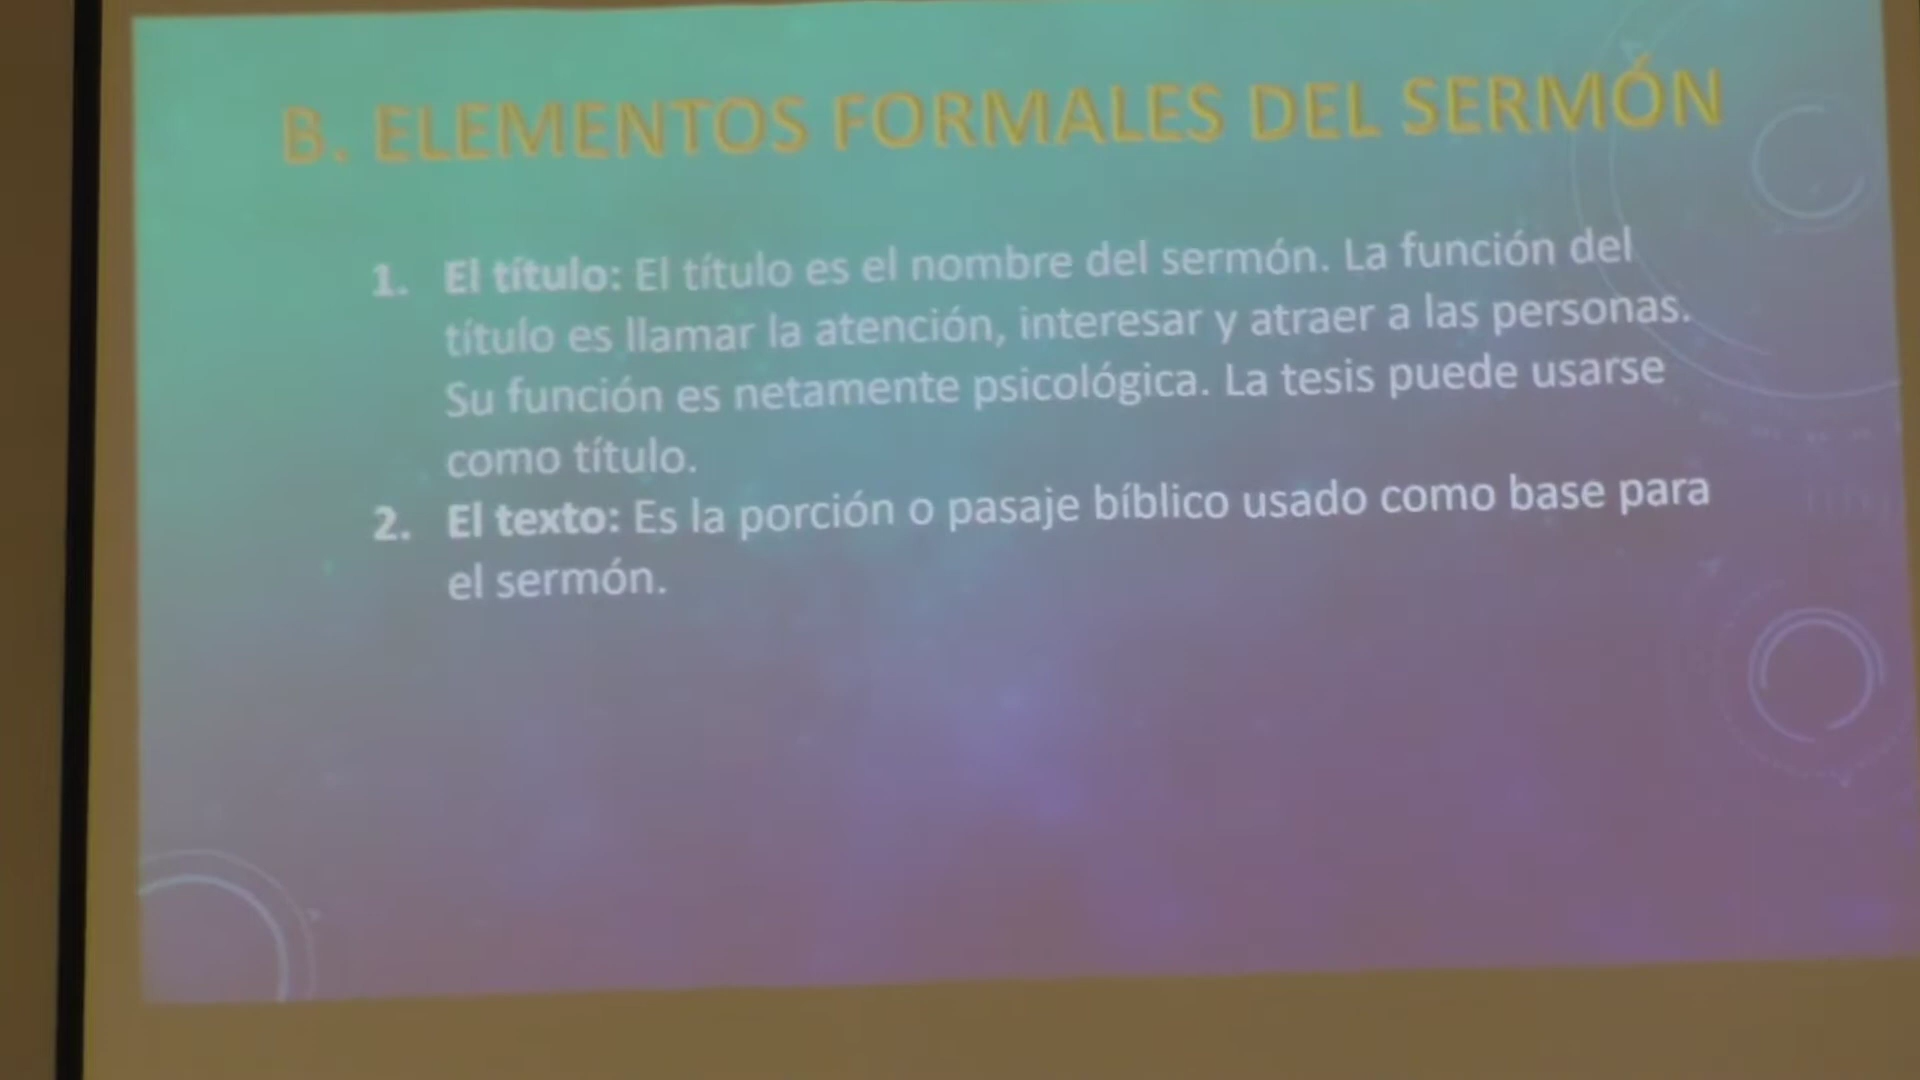 B. ELEMENTOS FORMALES DEL SERMÓN
1. El título: El título es el nombre del sermón. La función del
título es llamar la atención, interesar y atraer a las personas.
Su función es netamente psicológica. La tesis puede usarse
como título.
2. El texto: Es la porción o pasaje bíblico usado como base para
el sermón.